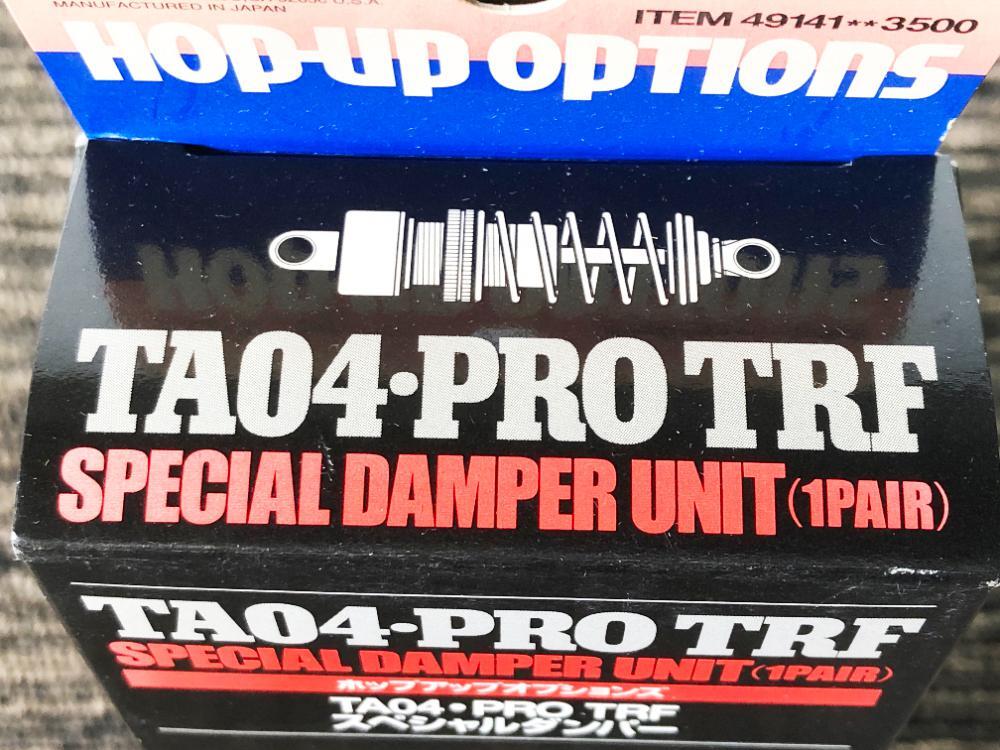 U.S.A.
MANUFACTURED IN JAPAN
ITEM 49141**3500
HOP-UP OPTIONS
TA04·PRO TRF
SPECIAL DAMPER UNIT (1PAIR)
TA04·PRO TRF
SPECIAL DAMPER UNIT (1PAIR)
ホップアップオプションズ
TA04・PRO TRF
スペシャルダンパー